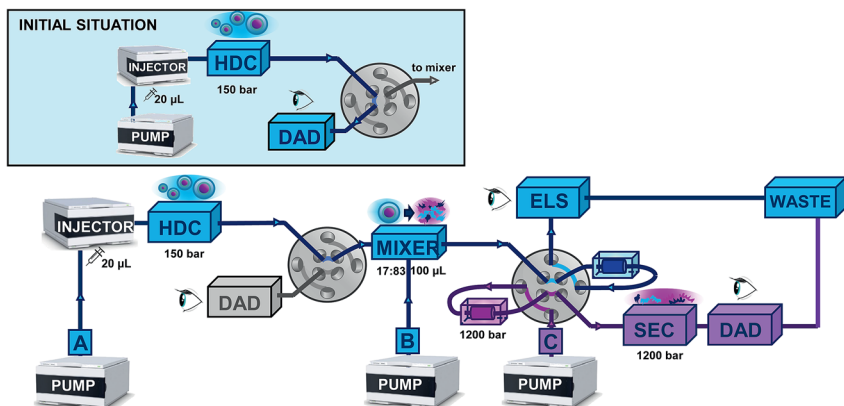 INITIAL SITUATION
INJECTOR
HDC
to mixer
20 µL
150 bar
PUMP
DAD
INJECTOR
HDC
20 µL
150 bar
DAD
MIXER
17:83 100 µL
ELS
WASTE
1200 bar
SEC
DAD
1200 bar
A
B
C
PUMP
PUMP
PUMP